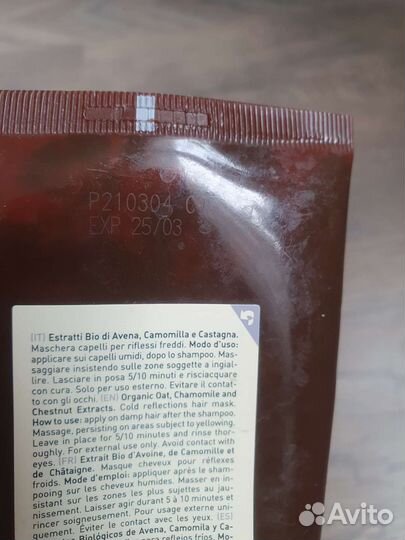 P210304 0
EXP 25/03
[IT] Estratti Bio di Avena, Camomilla e Castagna.
Maschera capelli per riflessi freddi. Modo d'uso:
applicare sui capelli umidi, dopo lo shampoo. Mas-
saggiare insistendo sulle zone soggette a ingial-
lire. Lasciare in posa 5/10 minuti e risciacquare
con cura. Solo per uso esterno. Evitare il contat-
to con gli occhi. [EN] Organic Oat, Chamomile and
Chestnut Extracts. Cold reflections hair mask.
How to use: apply on damp hair after the shampoo.
Massage, persisting on areas subject to yellowing.
Leave in place for 5/10 minutes and rinse thor-
oughly. For external use only. Avoid contact with
eyes. [FR] Extrait Bio d'Avoine, de Camomille et
de Châtaigne. Masque cheveux pour réflexes
froids. Mode d'emploi: appliquer après le sham-
pooing sur les cheveux humides. Masser en in-
sistant sur les zones les plus sujettes au jau-
nissement. Laisser agir durant 5 à 10 minutes et
rincer soigneusement. Pour usage externe uni-
quement. Éviter le contact avec les yeux. [ES]
Biológicos de Avena, Camomila y Ca-
para reflejos fríos. Mo-
Avito